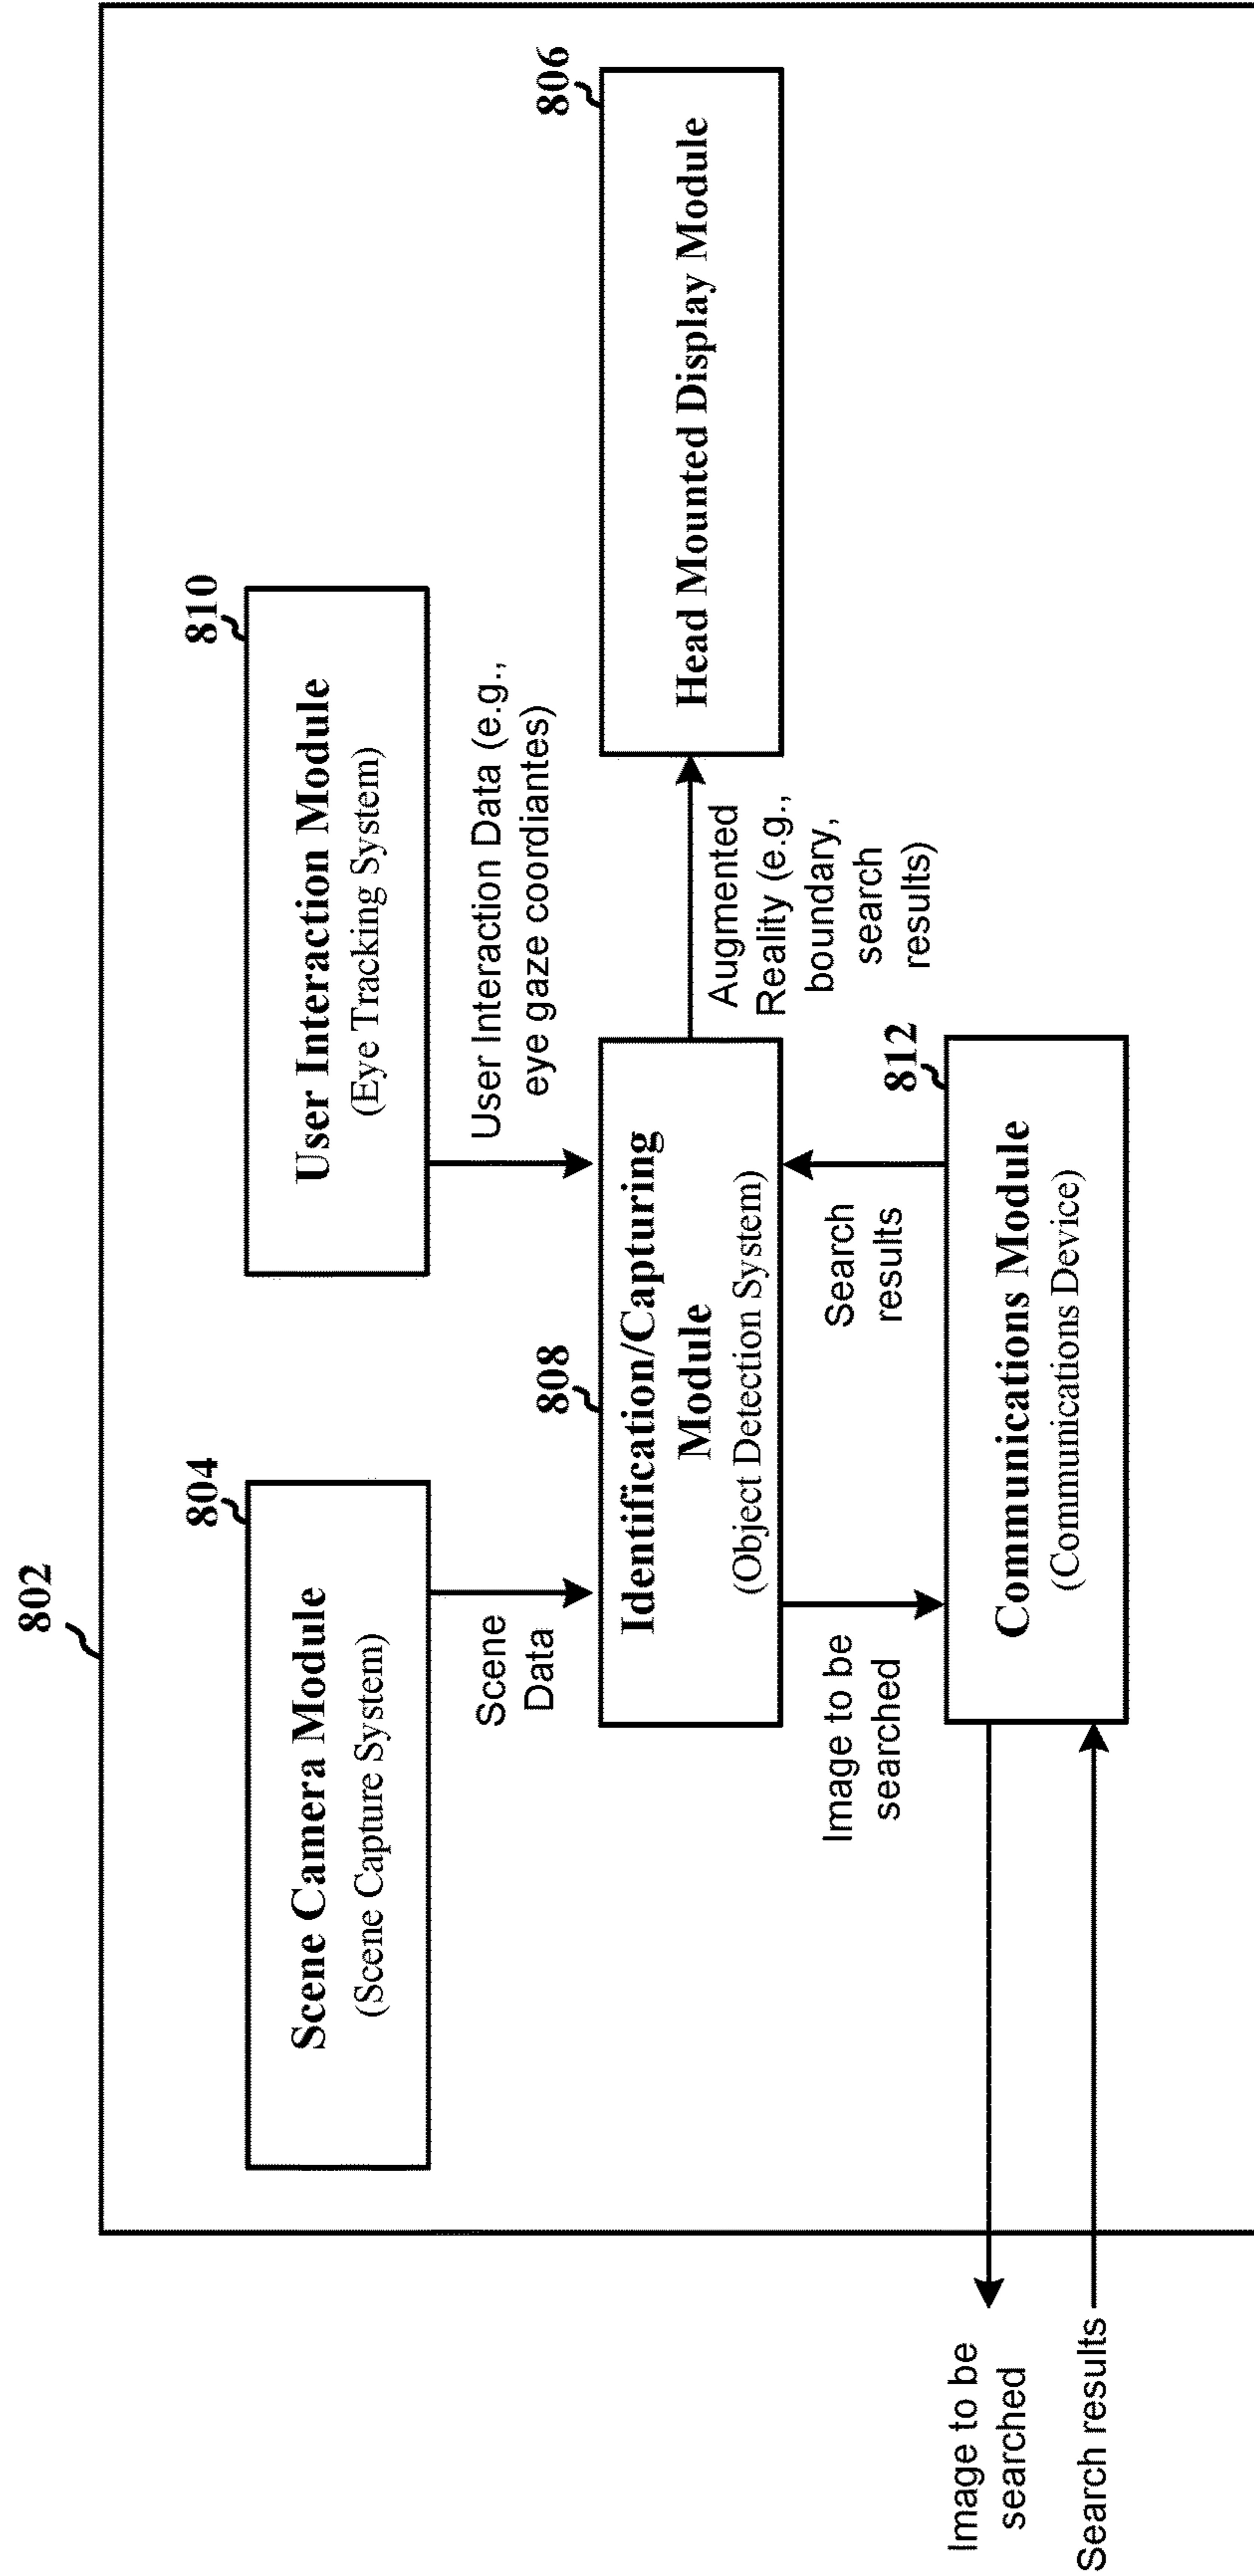 802
804
Scene Camera Module
(Scene Capture System)
810
User Interaction Module
(Eye Tracking System)
Scene
Data
User Interaction Data (e.g.,
eye gaze coordiantes)
808
Identification/Capturing
Module
(Object Detection System)
806
Head Mounted Display Module
Augmented
Reality (e.g.,
boundary,
search
results)
Image to be
searched
Search
results
812
Communications Module
(Communications Device)
Image to be
searched
Search results